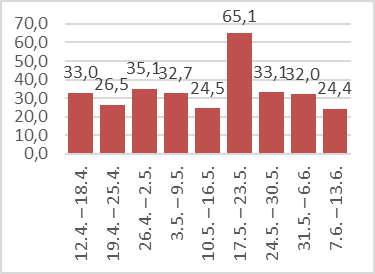 70,0
60,0
50,0
40,0
30,0
20,0
10,0
0,0
33,0
26,5
35,1
32,7
24,5
65,1
33,1
32,0
24,4
12.4. – 18.4.
19.4. – 25.4.
26.4. – 2.5.
3.5. – 9.5.
10.5. – 16.5.
17.5. – 23.5.
24.5. – 30.5.
31.5. – 6.6.
7.6. – 13.6.